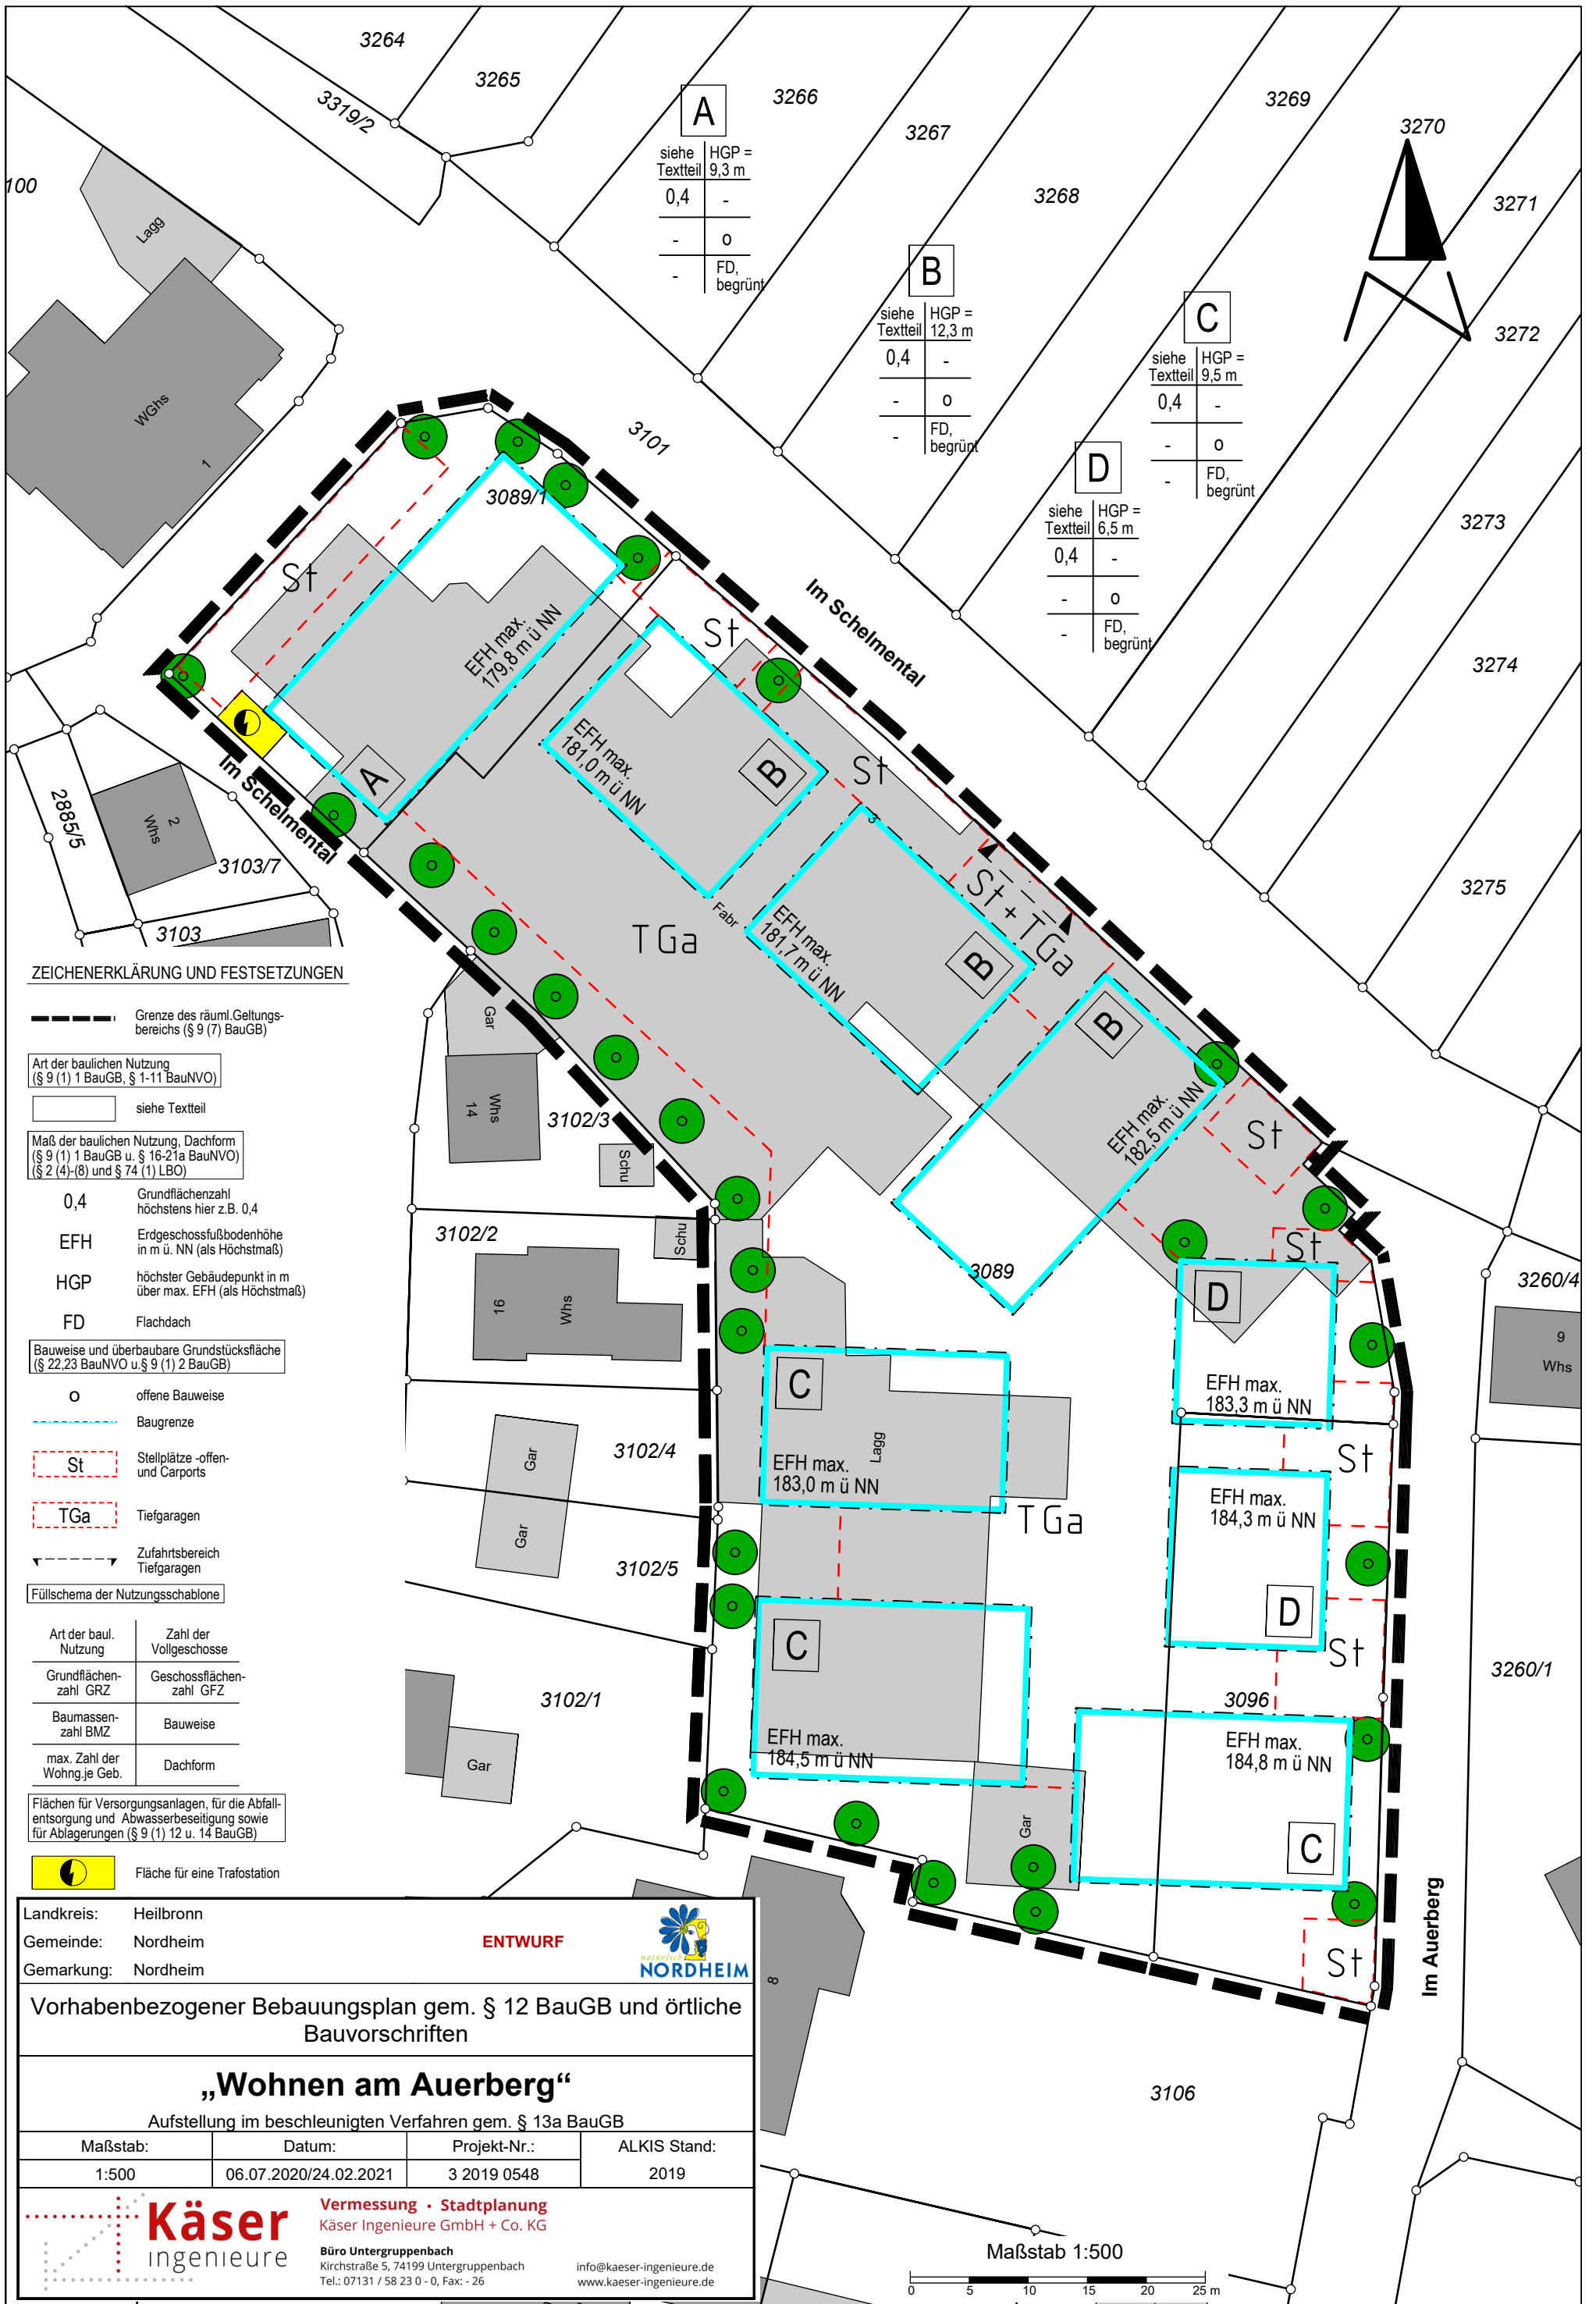 3264
3265
3319/2
3266
3267
3268
3269
3270
3271
3272
3273
3274
3275
100
Lagg
WGhs
1
A
siehe HGP =
Textteil 9,3 m
0,4 -
- o
- FD,
begrünt
B
siehe HGP =
Textteil 12,3 m
0,4 -
- o
- FD,
begrünt
C
siehe HGP =
Textteil 9,5 m
0,4 -
- o
- FD,
begrünt
D
siehe HGP =
Textteil 6,5 m
0,4 -
- o
- FD,
begrünt
3101
3089/1
St
EFH max.
179,8 m ü NN
A
Im Schelmental
St
Im Schelmental
EFH max.
181,0 m ü NN
B
St
3
Fabr
TGa
EFH max.
181,7 m ü NN
B
St + TGa
B
EFH max.
182,5 m ü NN
St
St
3089
2885/5
2
Whs
3103/7
3103
Gar
14
Whs
3102/3
Schu
3102/2
Schu
16
Whs
3102/4
Gar
Gar
3102/5
3102/1
Gar
D
EFH max.
183,3 m ü NN
St
C
Lagg
EFH max.
183,0 m ü NN
TGa
EFH max.
184,3 m ü NN
D
St
C
EFH max.
184,5 m ü NN
3096
EFH max.
184,8 m ü NN
C
Gar
St
3260/4
9
Whs
3260/1
Im Auerberg
8
3106
ZEICHENERKLÄRUNG UND FESTSETZUNGEN
Grenze des räuml.Geltungs-
bereichs (§ 9 (7) BauGB)
Art der baulichen Nutzung
(§ 9 (1) 1 BauGB, § 1-11 BauNVO)
siehe Textteil
Maß der baulichen Nutzung, Dachform
(§ 9 (1) 1 BauGB u. § 16-21a BauNVO)
(§ 2 (4)-(8) und § 74 (1) LBO)
0,4 Grundflächenzahl
höchstens hier z.B. 0,4
EFH Erdgeschossfußbodenhöhe
in m ü. NN (als Höchstmaß)
HGP höchster Gebäudepunkt in m
über max. EFH (als Höchstmaß)
FD Flachdach
Bauweise und überbaubare Grundstücksfläche
(§ 22,23 BauNVO u.§ 9 (1) 2 BauGB)
o offene Bauweise
Baugrenze
St Stellplätze -offen-
und Carports
TGa Tiefgaragen
Zufahrtsbereich
Tiefgaragen
Füllschema der Nutzungsschablone
Art der baul. Zahl der
Nutzung Vollgeschosse
Grundflächen- Geschossflächen-
zahl GRZ zahl GFZ
Baumassen-
zahl BMZ Bauweise
max. Zahl der
Wohng.je Geb. Dachform
Flächen für Versorgungsanlagen, für die Abfall-
entsorgung und Abwasserbeseitigung sowie
für Ablagerungen (§ 9 (1) 12 u. 14 BauGB)
Fläche für eine Trafostation
Landkreis: Heilbronn
Gemeinde: Nordheim
Gemarkung: Nordheim
ENTWURF
natürlich
NORDHEIM
Vorhabenbezogener Bebauungsplan gem. § 12 BauGB und örtliche
Bauvorschriften
„Wohnen am Auerberg“
Aufstellung im beschleunigten Verfahren gem. § 13a BauGB
Maßstab: Datum: Projekt-Nr.: ALKIS Stand:
1:500 06.07.2020/24.02.2021 3 2019 0548 2019
Käser
ingenieure
Vermessung • Stadtplanung
Käser Ingenieure GmbH + Co. KG
Büro Untergruppenbach
Kirchstraße 5, 74199 Untergruppenbach info@kaeser-ingenieure.de
Tel.: 07131 / 58 23 0 - 0, Fax: - 26 www.kaeser-ingenieure.de
Maßstab 1:500
0 5 10 15 20 25 m